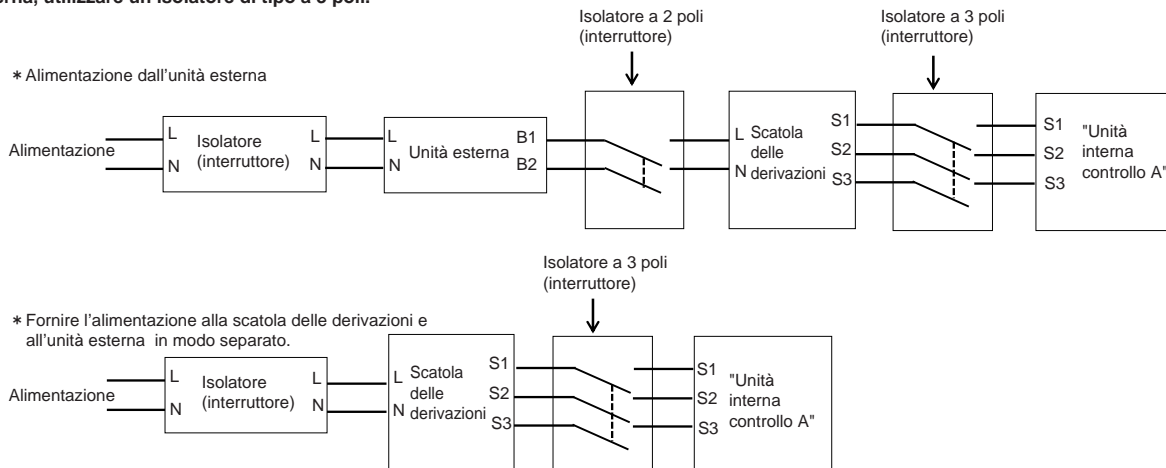 utilizzare un isolatore di tipo a 3 poli.
Isolatore a 2 poli
(interruttore)
Isolatore a 3 poli
(interruttore)
* Alimentazione dall'unità esterna
Alimentazione
L
N
Isolatore
(interruttore)
L
N
L
N
Unità esterna
B1
B2
L
N
Scatola
delle
derivazioni
S1
S2
S3
S1
S2
S3
"Unità
interna
controllo A"
Isolatore a 3 poli
(interruttore)
* Fornire l'alimentazione alla scatola delle derivazioni e
all'unità esterna in modo separato.
Alimentazione
L
N
Isolatore
(interruttore)
L
N
L
N
Scatola
delle
derivazioni
S1
S2
S3
S1
S2
S3
"Unità
interna
controllo A"